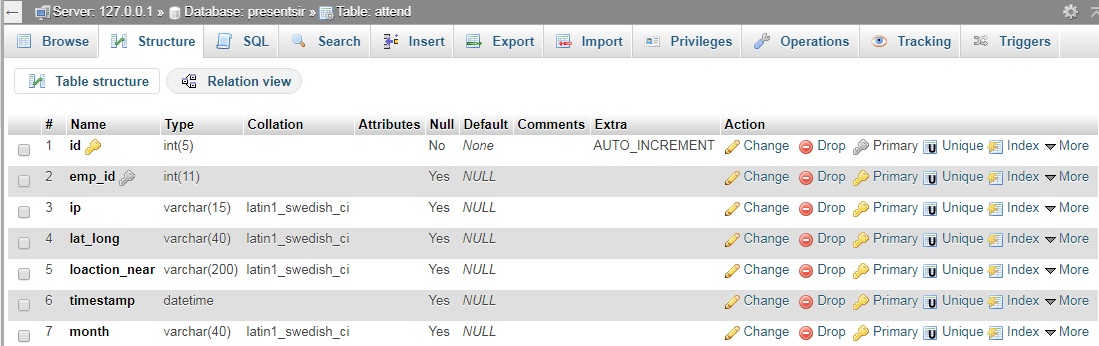 Server: 127.0.0.1 » Database: presentsir » Table: attend
Browse Structure SQL Search Insert Export Import Privileges Operations Tracking Triggers
Table structure Relation view
# Name Type Collation Attributes Null Default Comments Extra Action
1 id int(5) No None AUTO_INCREMENT Change Drop Primary Unique Index More
2 emp_id int(11) Yes NULL Change Drop Primary Unique Index More
3 ip varchar(15) latin1_swedish_ci Yes NULL Change Drop Primary Unique Index More
4 lat_long varchar(40) latin1_swedish_ci Yes NULL Change Drop Primary Unique Index More
5 loaction_near varchar(200) latin1_swedish_ci Yes NULL Change Drop Primary Unique Index More
6 timestamp datetime Yes NULL Change Drop Primary Unique Index More
7 month varchar(40) latin1_swedish_ci Yes NULL Change Drop Primary Unique Index More